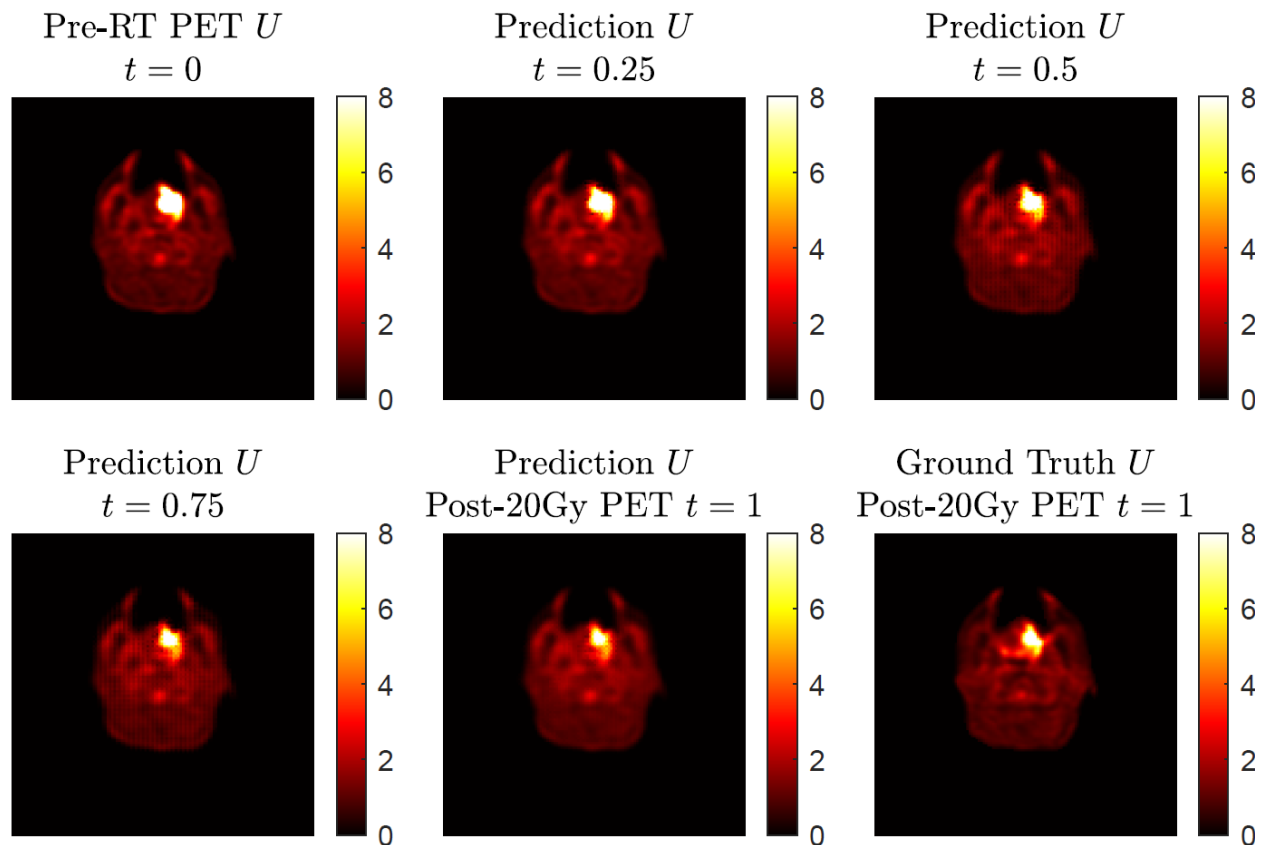 Pre-RT PET U
t = 0
8
6
4
2
0
Prediction U
t = 0.25
8
6
4
2
0
Prediction U
t = 0.5
8
6
4
2
0
Prediction U
t = 0.75
8
6
4
2
0
Prediction U
Post-20Gy PET t = 1
8
6
4
2
0
Ground Truth U
Post-20Gy PET t = 1
8
6
4
2
0